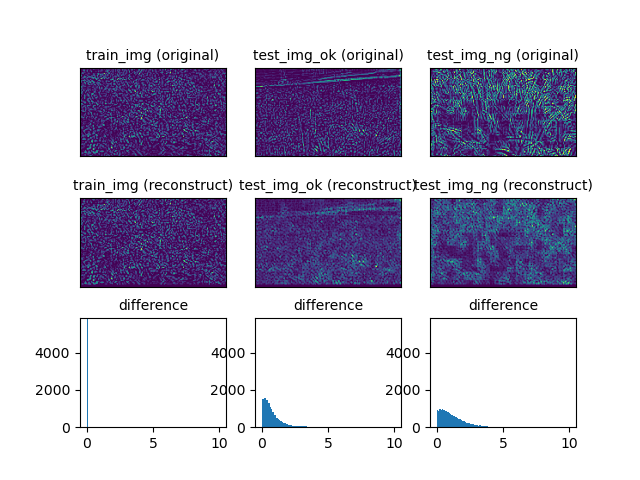 train_img (original) test_img_ok (original) test_img_ng (original)
train_img (reconstruct) test_img_ok (reconstruct) test_img_ng (reconstruct)
difference difference difference
4000 4000 4000
2000 2000 2000
0 0 0
0 5 10 0 5 10 0 5 10